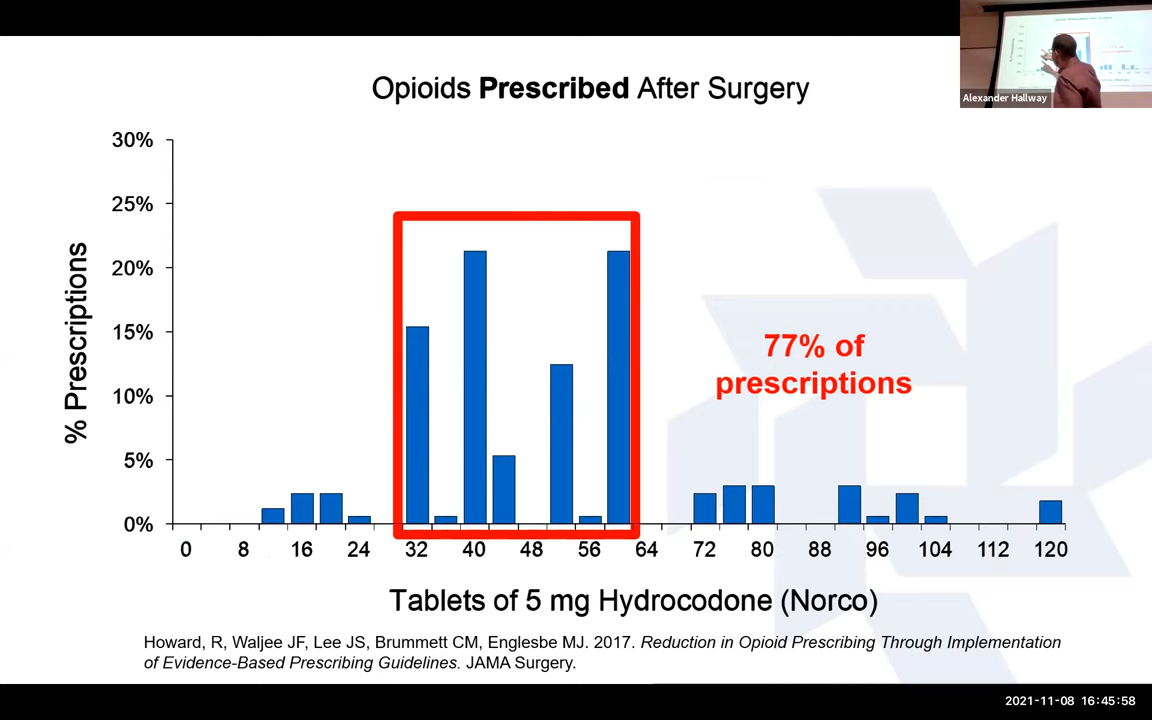 Opioids Prescribed After Surgery
Alexander Hallway
30%
25%
20%
15%
10%
5%
0%
% Prescriptions
77% of
prescriptions
0 8 16 24 32 40 48 56 64 72 80 88 96 104 112 120
Tablets of 5 mg Hydrocodone (Norco)
Howard, R, Waljee JF, Lee JS, Brummett CM, Englesbe MJ. 2017. Reduction in Opioid Prescribing Through Implementation
of Evidence-Based Prescribing Guidelines. JAMA Surgery.
2021-11-08 16:45:58